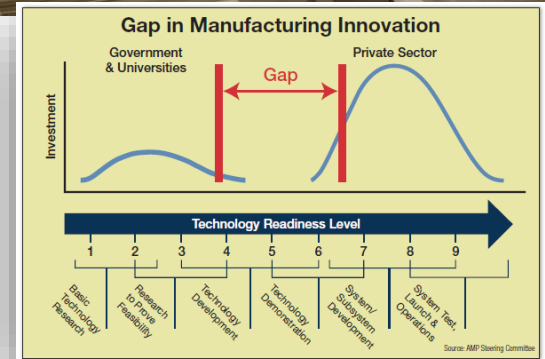 Gap in Manufacturing Innovation
Government
& Universities
Private Sector
Gap
Investment
Technology Readiness Level
1 2 3 4 5 6 7 8 9
Basic
Technology
Research
Research
to Prove
Feasibility
Technology
Development
Technology
Demonstration
System/
Subsystem
Development
System Test,
Launch &
Operations
Source: AMP Steering Committee